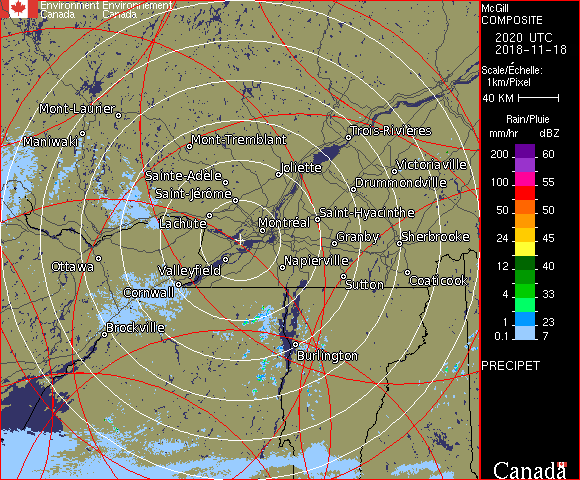 Environment Environnement
Canada Canada
McGill
COMPOSITE
2020 UTC
2018-11-18
Scale/Échelle:
1km/Pixel
40 KM
Rain/Pluie
mm/hr dBZ
200 60
100 55
50 50
24 45
12 40
4 33
1 23
0.1 7
PRECIPET
Mont-Laurier
Maniwaki
Mont-Tremblant
Trois-Rivières
Joliette
Victoriaville
Sainte-Adèle
Drummondville
Saint-Jérôme
Lachute
Saint-Hyacinthe
Montréal
Granby
Sherbrooke
Ottawa
Valleyfield
Napierville
Cornwall
Sutton
Coaticook
Brockville
Burlington
Canada